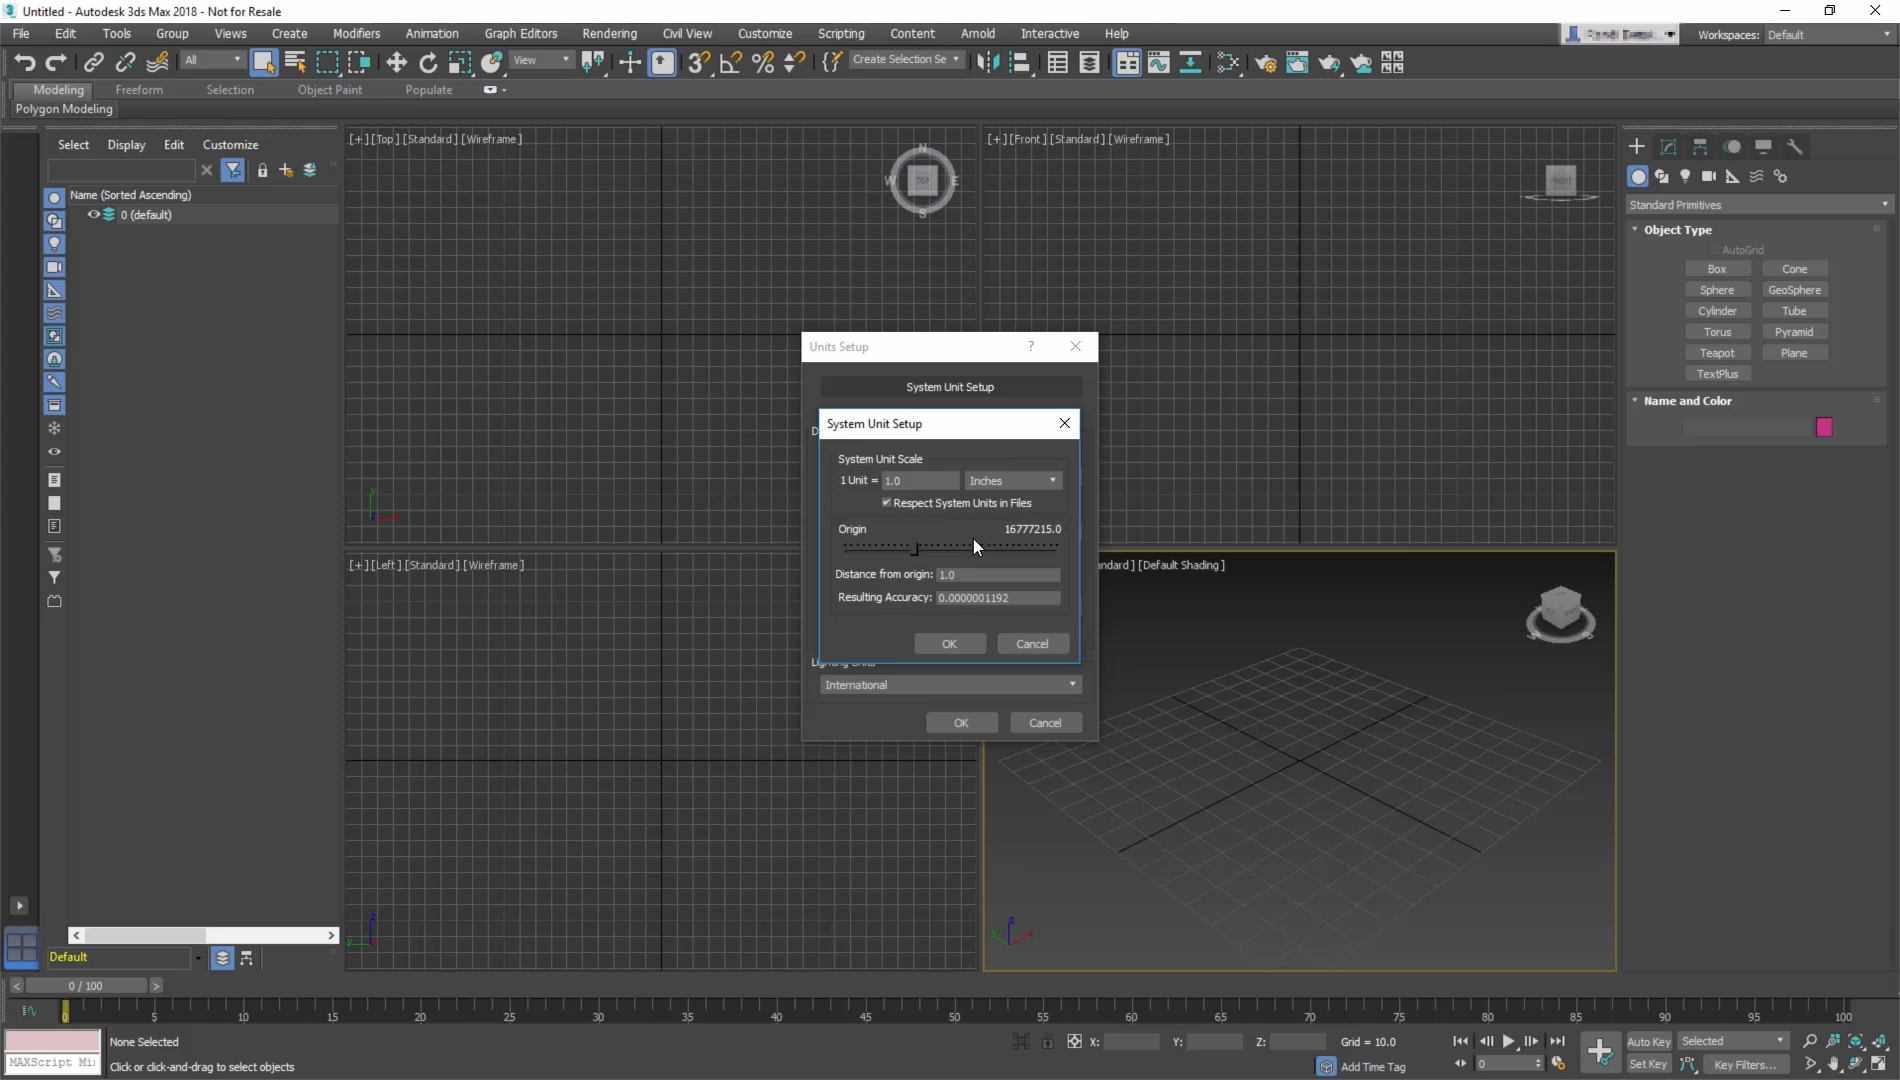 Untitled - Autodesk 3ds Max 2018 - Not for Resale
File Edit Tools Group Views Create Modifiers Animation Graph Editors Rendering Civil View Customize Scripting Content Arnold Interactive Help
Workspaces: Default
All
View
Create Selection Se
Modeling Freeform Selection Object Paint Populate
Polygon Modeling
Select Display Edit Customize
Name (Sorted Ascending)
0 (default)
[+] [Top] [Standard] [Wireframe]
N
W TOP E
S
[+] [Front] [Standard] [Wireframe]
FRONT
[+] [Left] [Standard] [Wireframe]
ndard] [Default Shading]
W S
Standard Primitives
Object Type
AutoGrid
Box Cone
Sphere GeoSphere
Cylinder Tube
Torus Pyramid
Teapot Plane
TextPlus
Name and Color
Units Setup ?
System Unit Setup
System Unit Setup
System Unit Scale
1 Unit = 1.0 Inches
Respect System Units in Files
Origin 16777215.0
Distance from origin: 1.0
Resulting Accuracy: 0.0000001192
OK Cancel
International
OK Cancel
Default
0 / 100
0 5 10 15 20 25 30 35 40 45 50 55 60 65 70 75 80 85 90 95 100
None Selected
X: Y: Z: Grid = 10.0
Auto Key Selected
MAXScript Mi
Click or click-and-drag to select objects
Add Time Tag
0
Set Key Key Filters...